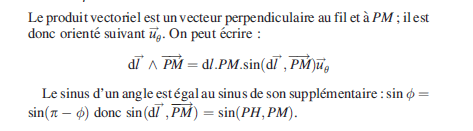 Le produit vectoriel est un vecteur perpendiculaire au fil et à PM ; il est
donc orienté suivant u⃗_θ. On peut écrire :
dl⃗ ∧ PM⃗ = dl.PM.sin(dl⃗ , PM⃗)u⃗_θ
Le sinus d'un angle est égal au sinus de son supplémentaire : sin ϕ =
sin(π − ϕ) donc sin(dl⃗ , PM⃗) = sin(PH, PM).